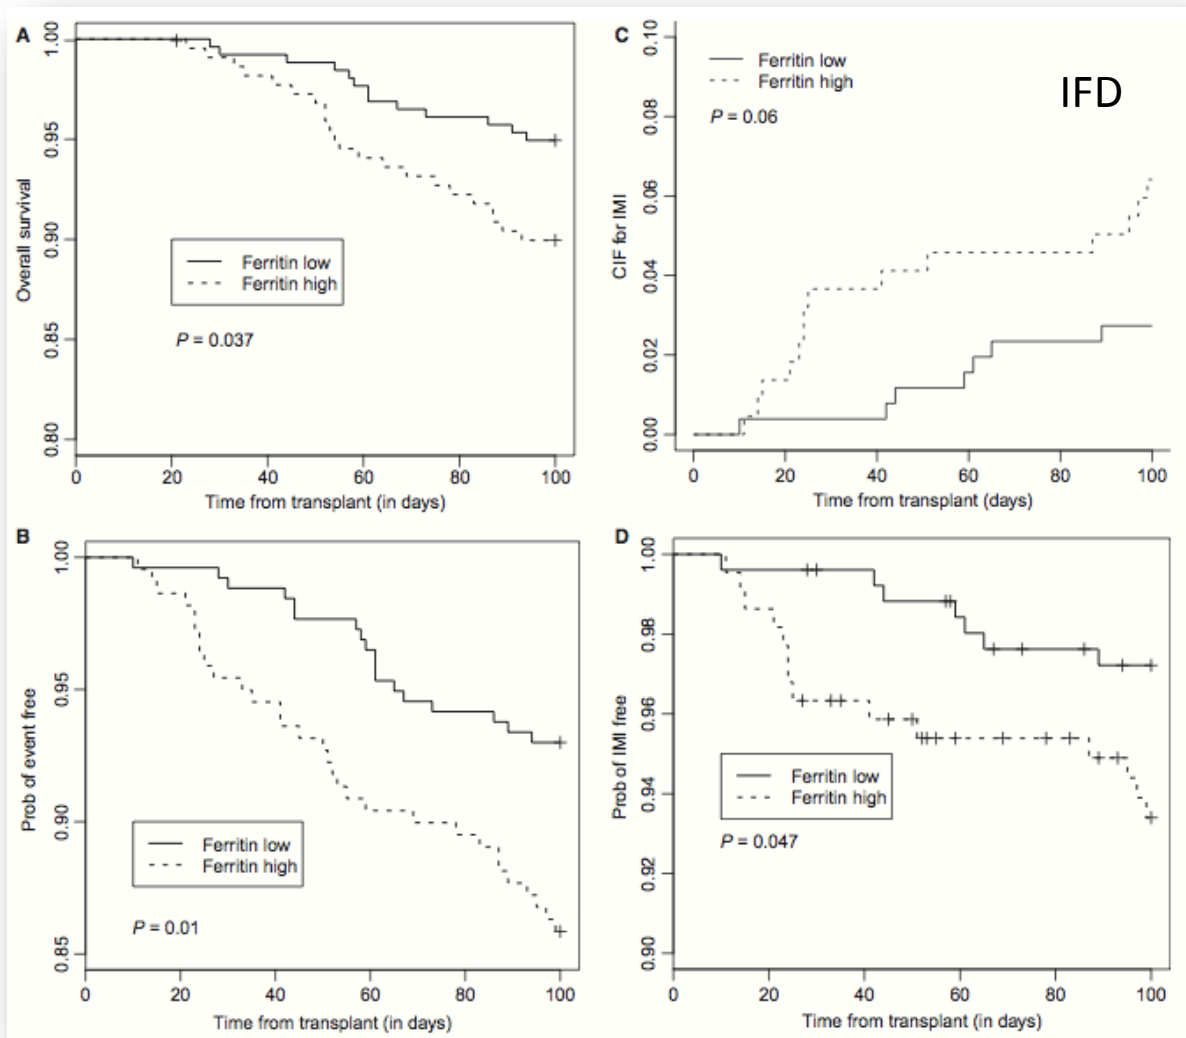 A
1.00
0.95
0.90
0.85
0.80
Overall survival
Ferritin low
Ferritin high
P = 0.037
0 20 40 60 80 100
Time from transplant (in days)
C
0.10
0.08
0.06
0.04
0.02
0.00
CIF for IMI
Ferritin low
Ferritin high
P = 0.06
IFD
0 20 40 60 80 100
Time from transplant (days)
B
1.00
0.95
0.90
0.85
Prob of event free
Ferritin low
Ferritin high
P = 0.01
0 20 40 60 80 100
Time from transplant (in days)
D
1.00
0.98
0.96
0.94
0.92
0.90
Prob of IMI free
Ferritin low
Ferritin high
P = 0.047
0 20 40 60 80 100
Time from transplant (in days)